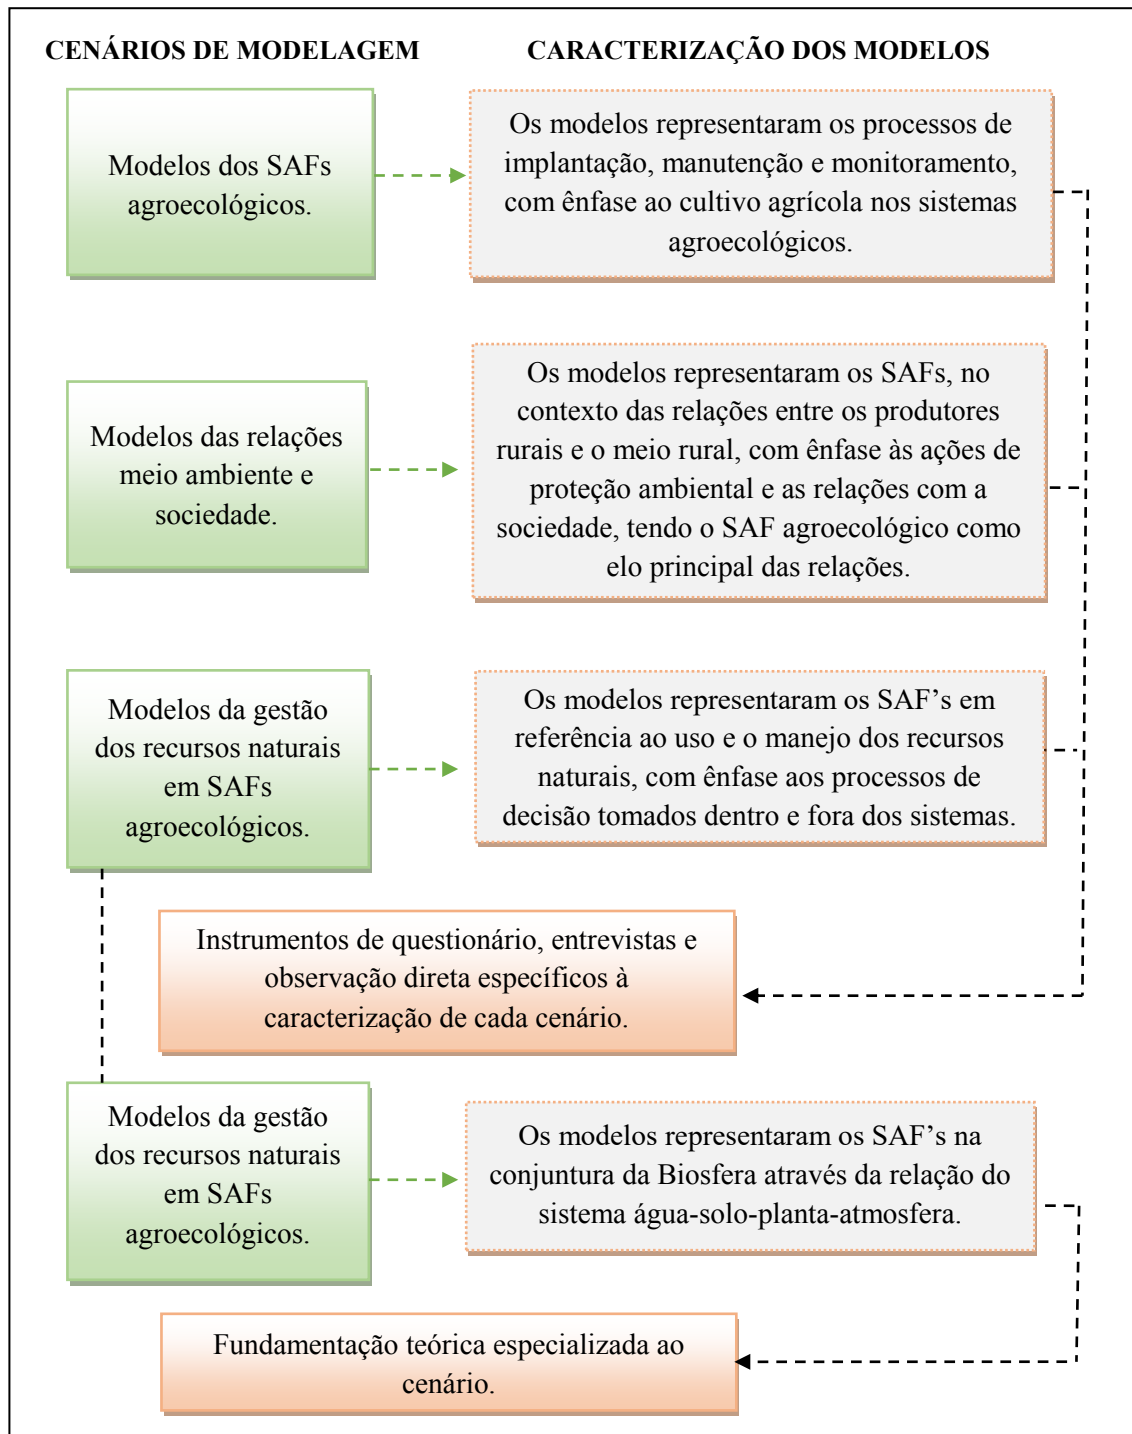 CENÁRIOS DE MODELAGEM
CARACTERIZAÇÃO DOS MODELOS
Modelos dos SAFs
agroecológicos.
Os modelos representaram os processos de
implantação, manutenção e monitoramento,
com ênfase ao cultivo agrícola nos sistemas
agroecológicos.
Modelos das relações
meio ambiente e
sociedade.
Os modelos representaram os SAFs, no
contexto das relações entre os produtores
rurais e o meio rural, com ênfase às ações de
proteção ambiental e as relações com a
sociedade, tendo o SAF agroecológico como
elo principal das relações.
Modelos da gestão
dos recursos naturais
em SAFs
agroecológicos.
Os modelos representaram os SAF’s em
referência ao uso e o manejo dos recursos
naturais, com ênfase aos processos de
decisão tomados dentro e fora dos sistemas.
Instrumentos de questionário, entrevistas e
observação direta específicos à
caracterização de cada cenário.
Modelos da gestão
dos recursos naturais
em SAFs
agroecológicos.
Os modelos representaram os SAF’s na
conjuntura da Biosfera através da relação do
sistema água-solo-planta-atmosfera.
Fundamentação teórica especializada ao
cenário.